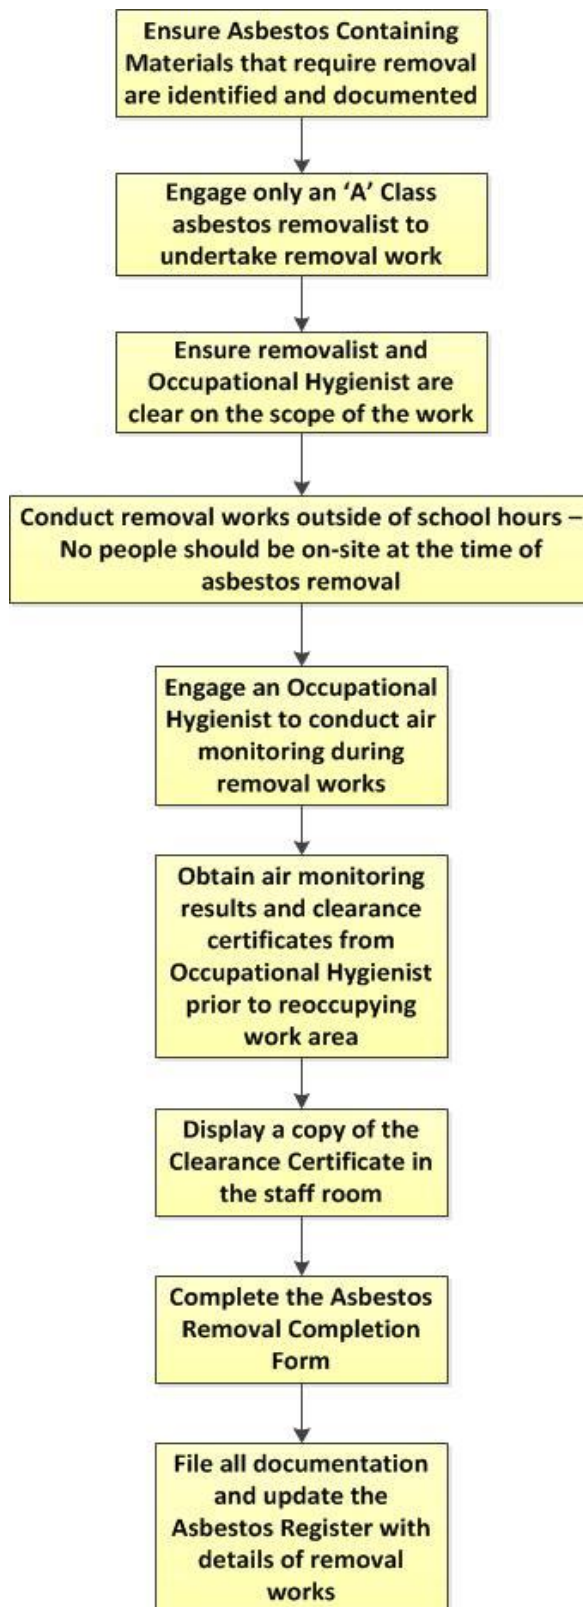 Ensure Asbestos Containing
Materials that require removal
are identified and documented
Engage only an ‘A’ Class
asbestos removalist to
undertake removal work
Ensure removalist and
Occupational Hygienist are
clear on the scope of the work
Conduct removal works outside of school hours –
No people should be on-site at the time of
asbestos removal
Engage an Occupational
Hygienist to conduct air
monitoring during
removal works
Obtain air monitoring
results and clearance
certificates from
Occupational Hygienist
prior to reoccupying
work area
Display a copy of the
Clearance Certificate in
the staff room
Complete the Asbestos
Removal Completion
Form
File all documentation
and update the
Asbestos Register with
details of removal
works